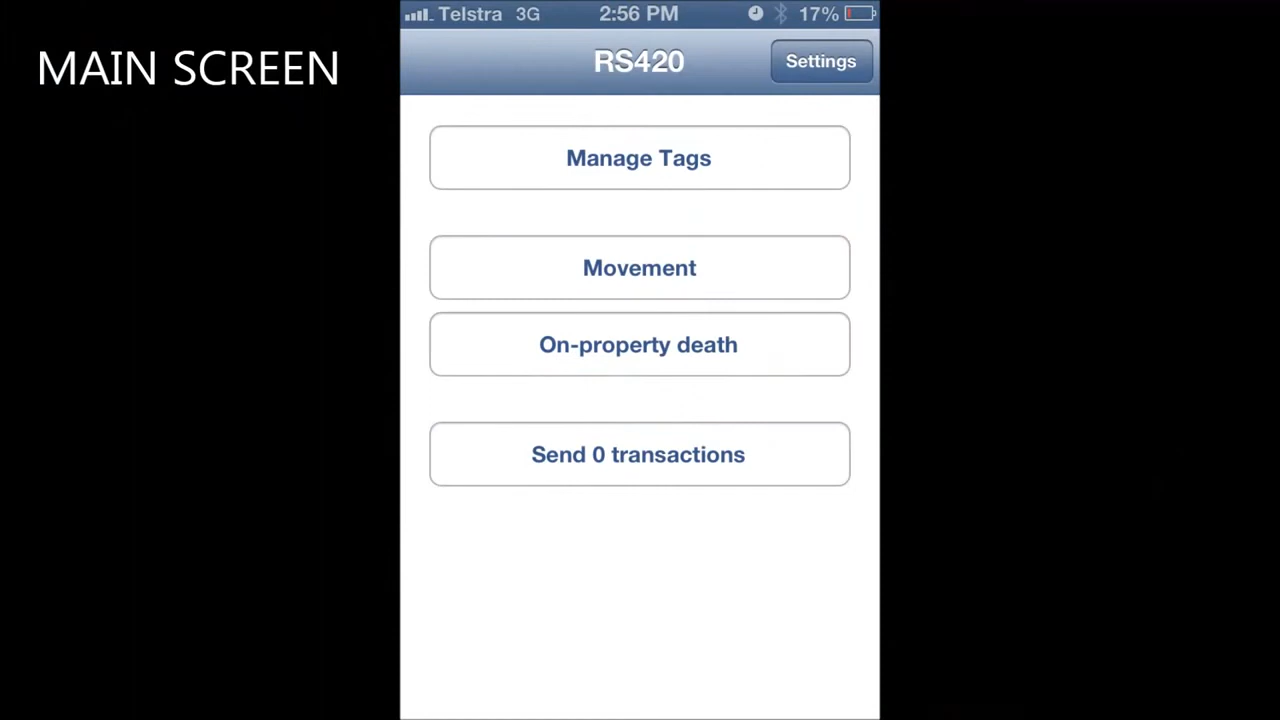 MAIN SCREEN
Telstra 3G 2:56 PM 17%
RS420 Settings
Manage Tags
Movement
On-property death
Send 0 transactions